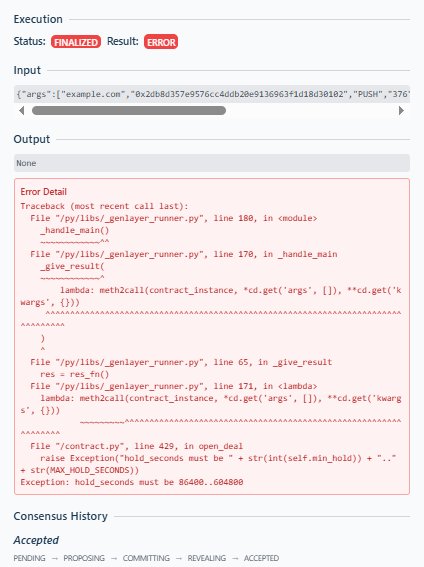 Execution
Status: FINALIZED Result: ERROR
Input
{"args":["example.com","0x2db8d357e9576cc4ddb20e9136963f1d18d30102","PUSH","376"
Output
None
Error Detail
Traceback (most recent call last):
  File "/py/libs/_genlayer_runner.py", line 180, in <module>
    _handle_main()
    ~~~~~~~~~~~~^^
  File "/py/libs/_genlayer_runner.py", line 170, in _handle_main
    _give_result(
    ~~~~~~~~~~~~^
        lambda: meth2call(contract_instance, *cd.get('args', []), **cd.get('k
wargs', {}))
     ^^^^^^^^^^^^^^^^^^^^^^^^^^^^^^^^^^^^^^^^^^^^^^^^^^^^^^^^^^^^^^^^^^^^^^^^
^^^^^^^^^
    )
    ^
  File "/py/libs/_genlayer_runner.py", line 65, in _give_result
    res = res_fn()
  File "/py/libs/_genlayer_runner.py", line 171, in <lambda>
    lambda: meth2call(contract_instance, *cd.get('args', []), **cd.get('kwarg
s', {}))
            ~~~~~~~~~^^^^^^^^^^^^^^^^^^^^^^^^^^^^^^^^^^^^^^^^^^^^^^^^^^^^
^^^^^^^^
  File "/contract.py", line 429, in open_deal
    raise Exception("hold_seconds must be " + str(int(self.min_hold)) + ".."
+ str(MAX_HOLD_SECONDS))
Exception: hold_seconds must be 86400..604800
Consensus History
Accepted
PENDING → PROPOSING → COMMITTING → REVEALING → ACCEPTED